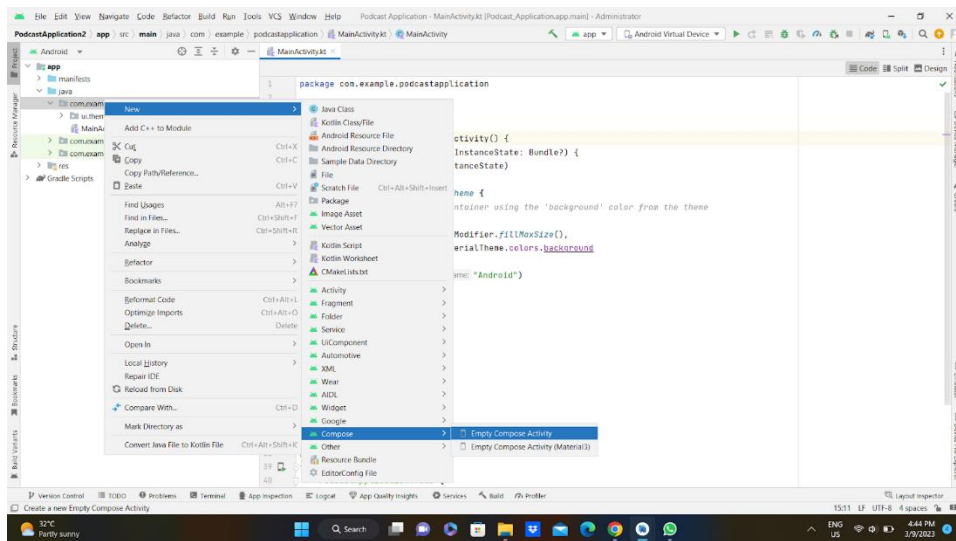 File Edit View Navigate Code Refactor Build Run Tools VCS Window Help Podcast Application - MainActivity.kt [Podcast_Application.app.main] - Administrator
PodcastApplication2 app src main java com example podcastapplication MainActivity.kt MainActivity
app Android Virtual Device
Android
MainActivity.kt
Code Split Design
Project
Resource Manager
Structure
Bookmarks
Build Variants
app
manifests
java
com.exam
ui.then
MainA
com.exam
com.exam
res
Gradle Scripts
New
Add C++ to Module
Cut Ctrl+X
Copy Ctrl+C
Copy Path/Reference...
Paste Ctrl+V
Find Usages Alt+F7
Find in Files... Ctrl+Shift+F
Replace in Files... Ctrl+Shift+R
Analyze
Refactor
Bookmarks
Reformat Code Ctrl+Alt+L
Optimize Imports Ctrl+Alt+O
Delete... Delete
Open In
Local History
Repair IDE
Reload from Disk
Compare With... Ctrl+D
Mark Directory as
Convert Java File to Kotlin File Ctrl+Alt+Shift+K
Java Class
Kotlin Class/File
Android Resource File
Android Resource Directory
Sample Data Directory
File
Scratch File Ctrl+Alt+Shift+Insert
Package
Image Asset
Vector Asset
Kotlin Script
Kotlin Worksheet
CMakeLists.txt
Activity
Fragment
Folder
Service
UiComponent
Automotive
XML
Wear
AIDL
Widget
Google
Compose
Other
Resource Bundle
EditorConfig File
Empty Compose Activity
Empty Compose Activity (Material3)
1 package com.example.podcastapplication
2
ctivity() {
InstanceState: Bundle?) {
tanceState)
heme {
ntainer using the 'background' color from the theme
Modifier.fillMaxSize(),
erialTheme.colors.background
ame: "Android")
39
40
Version Control TODO Problems Terminal App Inspection Logcat App Quality Insights Services Build Profiler Layout Inspector
Create a new Empty Compose Activity 15:11 LF UTF-8 4 spaces
32°C
Partly sunny
Search
ENG
US
4:44 PM
3/9/2023